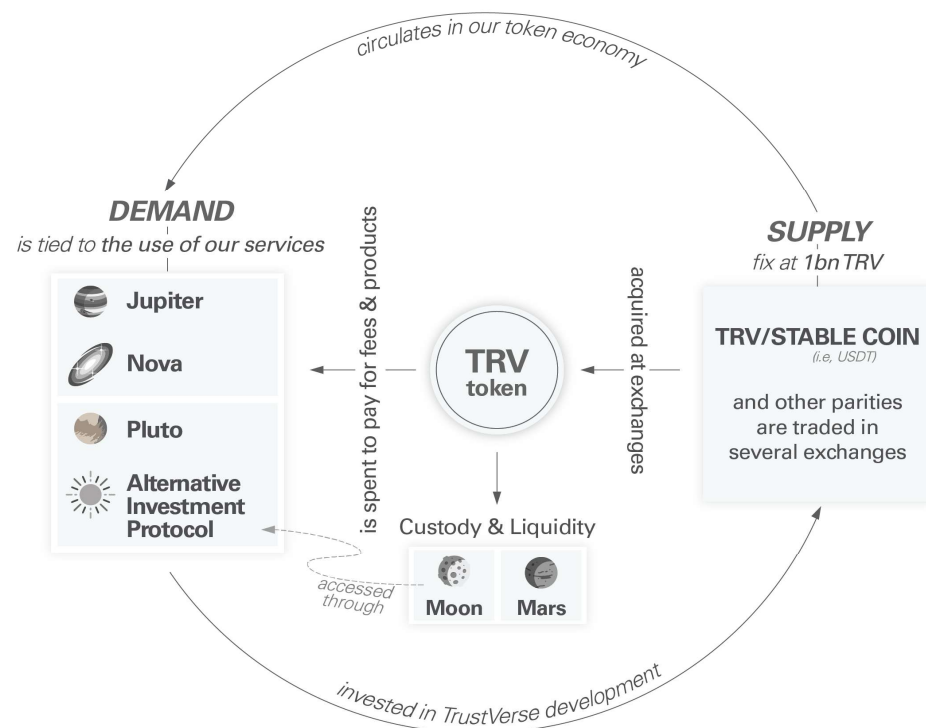 circulates in our token economy
DEMAND
is tied to the use of our services
Jupiter
Nova
Pluto
Alternative
Investment
Protocol
is spent to pay for fees & products
TRV
token
acquired at exchanges
SUPPLY
fix at 1bn TRV
TRV/STABLE COIN
(i.e, USDT)
and other parities
are traded in
several exchanges
Custody & Liquidity
Moon
Mars
accessed
through
invested in TrustVerse development